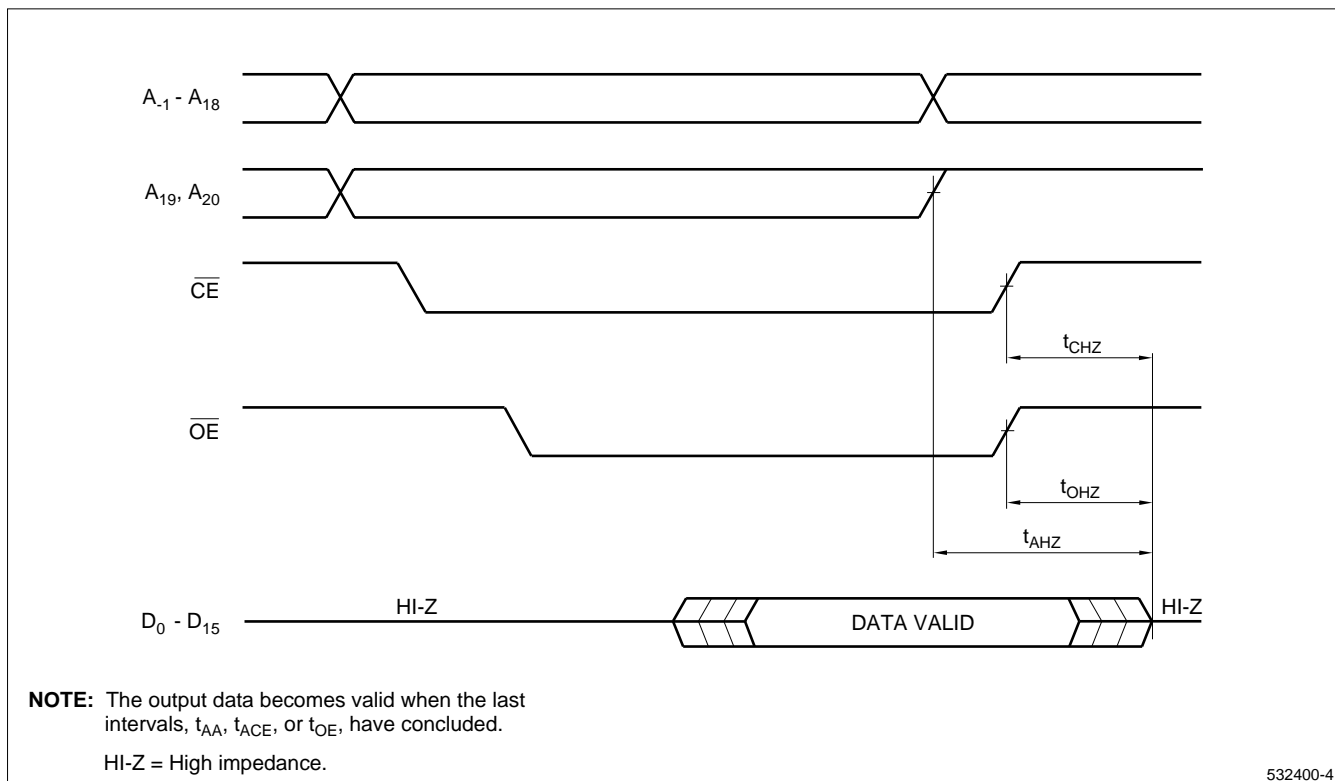 A-1 - A18
A19, A20
CE
tCHZ
OE
tOHZ
tAHZ
HI-Z
HI-Z
D0 - D15
DATA VALID
NOTE: The output data becomes valid when the last
intervals, tAA, tACE, or tOE, have concluded.
HI-Z = High impedance.
532400-4